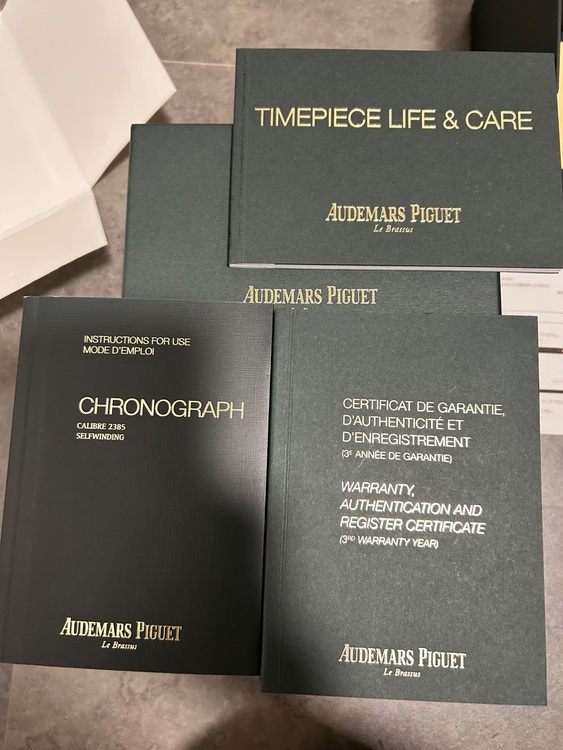 TIMEPIECE LIFE & CARE
AUDEMARS PIGUET
Le Brassus
AUDEMARS PIGUET
INSTRUCTIONS FOR USE
MODE D'EMPLOI
CHRONOGRAPH
CALIBRE 2385
SELFWINDING
AUDEMARS PIGUET
Le Brassus
CERTIFICAT DE GARANTIE,
D'AUTHENTICITÉ ET
D'ENREGISTREMENT
(3E ANNÉE DE GARANTIE)
WARRANTY,
AUTHENTICATION AND
REGISTER CERTIFICATE
(3RD WARRANTY YEAR)
AUDEMARS PIGUET
Le Brassus